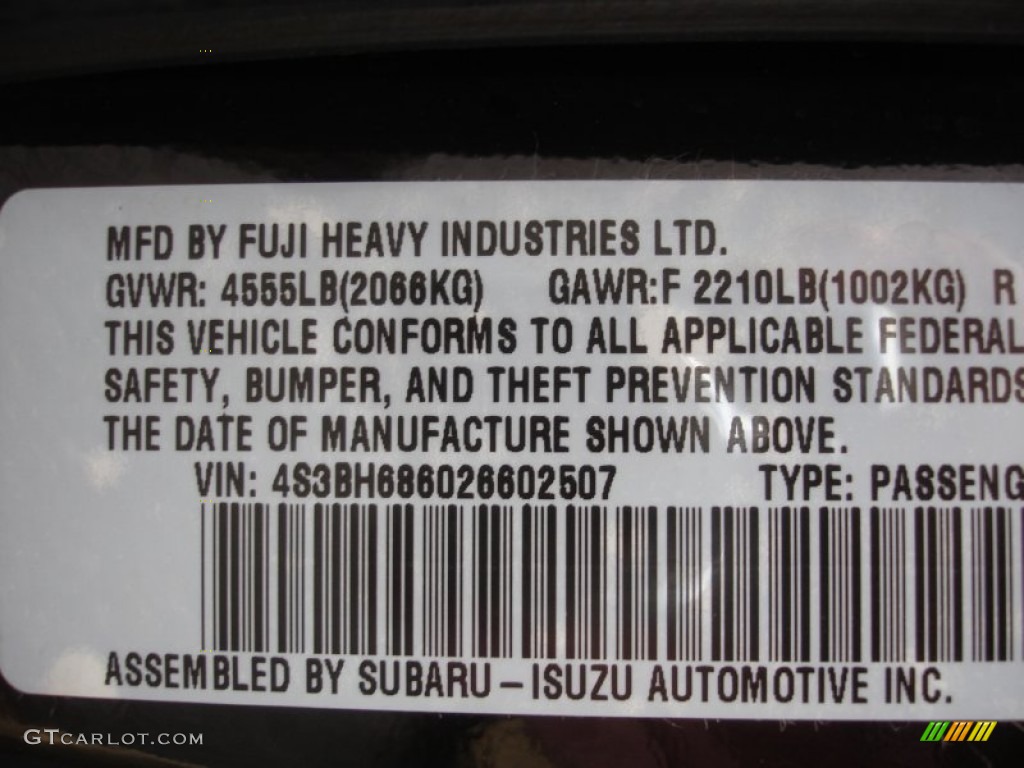 MFD BY FUJI HEAVY INDUSTRIES LTD.
GVWR: 4555LB(2066KG) GAWR:F 2210LB(1002KG) R
THIS VEHICLE CONFORMS TO ALL APPLICABLE FEDERAL
SAFETY, BUMPER, AND THEFT PREVENTION STANDARDS
THE DATE OF MANUFACTURE SHOWN ABOVE.
VIN: 4S3BH686026602507 TYPE: PASSENG
ASSEMBLED BY SUBARU-ISUZU AUTOMOTIVE INC.
GTCARLOT.COM